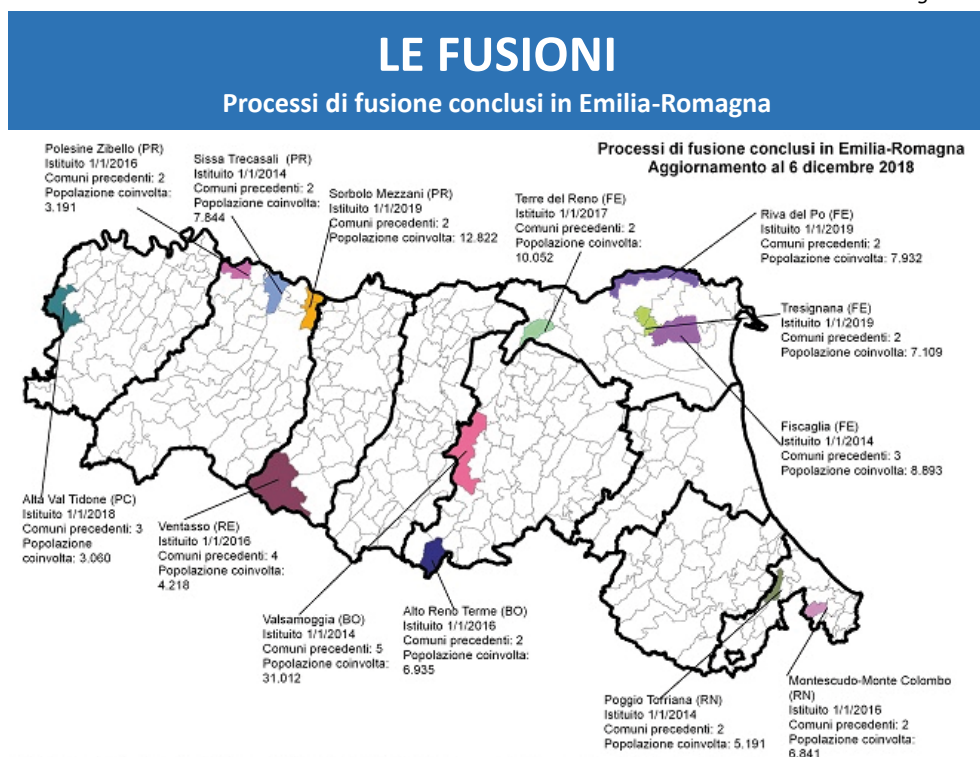 LE FUSIONI
Processi di fusione conclusi in Emilia-Romagna
Processi di fusione conclusi in Emilia-Romagna
Aggiornamento al 6 dicembre 2018
Polesine Zibello (PR)
Istituito 1/1/2016
Comuni precedenti: 2
Popolazione coinvolta:
3.191
Sissa Trecasali (PR)
Istituito 1/1/2014
Comuni precedenti: 2
Popolazione coinvolta:
7.844
Sorbolo Mezzani (PR)
Istituito 1/1/2019
Comuni precedenti: 2
Popolazione coinvolta: 12.822
Terre del Reno (FE)
Istituito 1/1/2017
Comuni precedenti: 2
Popolazione coinvolta:
10.052
Riva del Po (FE)
Istituito 1/1/2019
Comuni precedenti: 2
Popolazione coinvolta: 7.932
Tresignana (FE)
Istituito 1/1/2019
Comuni precedenti: 2
Popolazione coinvolta: 7.109
Fiscaglia (FE)
Istituito 1/1/2014
Comuni precedenti: 3
Popolazione coinvolta: 8.893
Alta Val Tidone (PC)
Istituito 1/1/2018
Comuni precedenti: 3
Popolazione
coinvolta: 3.060
Ventasso (RE)
Istituito 1/1/2016
Comuni precedenti: 4
Popolazione coinvolta:
4.218
Valsamoggia (BO)
Istituito 1/1/2014
Comuni precedenti: 5
Popolazione coinvolta:
31.012
Alto Reno Terme (BO)
Istituito 1/1/2016
Comuni precedenti: 2
Popolazione coinvolta:
6.935
Poggio Torriana (RN)
Istituito 1/1/2014
Comuni precedenti: 2
Popolazione coinvolta: 5.191
Montescudo-Monte Colombo
(RN)
Istituito 1/1/2016
Comuni precedenti: 2
Popolazione coinvolta:
6.841